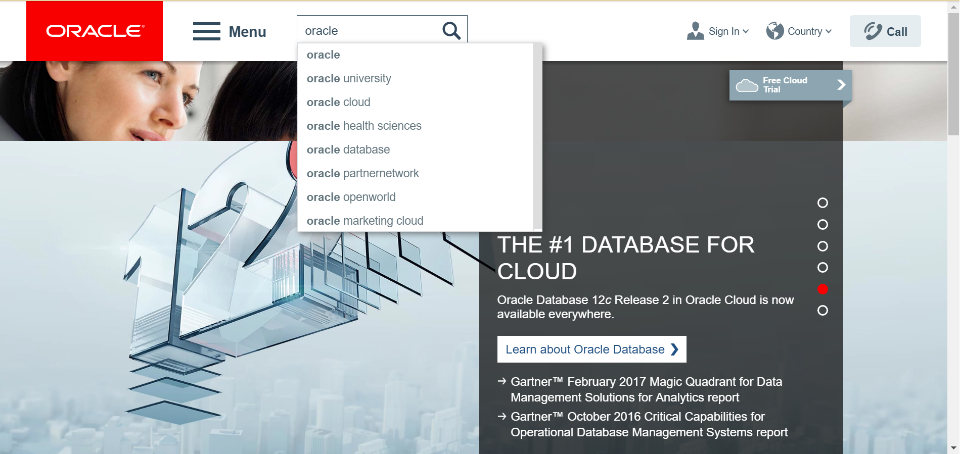 ORACLE
Menu
oracle
Sign In
Country
Call
oracle
oracle university
oracle cloud
oracle health sciences
oracle database
oracle partnernetwork
oracle openworld
oracle marketing cloud
Free Cloud
Trial
12
THE #1 DATABASE FOR
CLOUD
Oracle Database 12c Release 2 in Oracle Cloud is now
available everywhere.
Learn about Oracle Database
Gartner™ February 2017 Magic Quadrant for Data
Management Solutions for Analytics report
Gartner™ October 2016 Critical Capabilities for
Operational Database Management Systems report